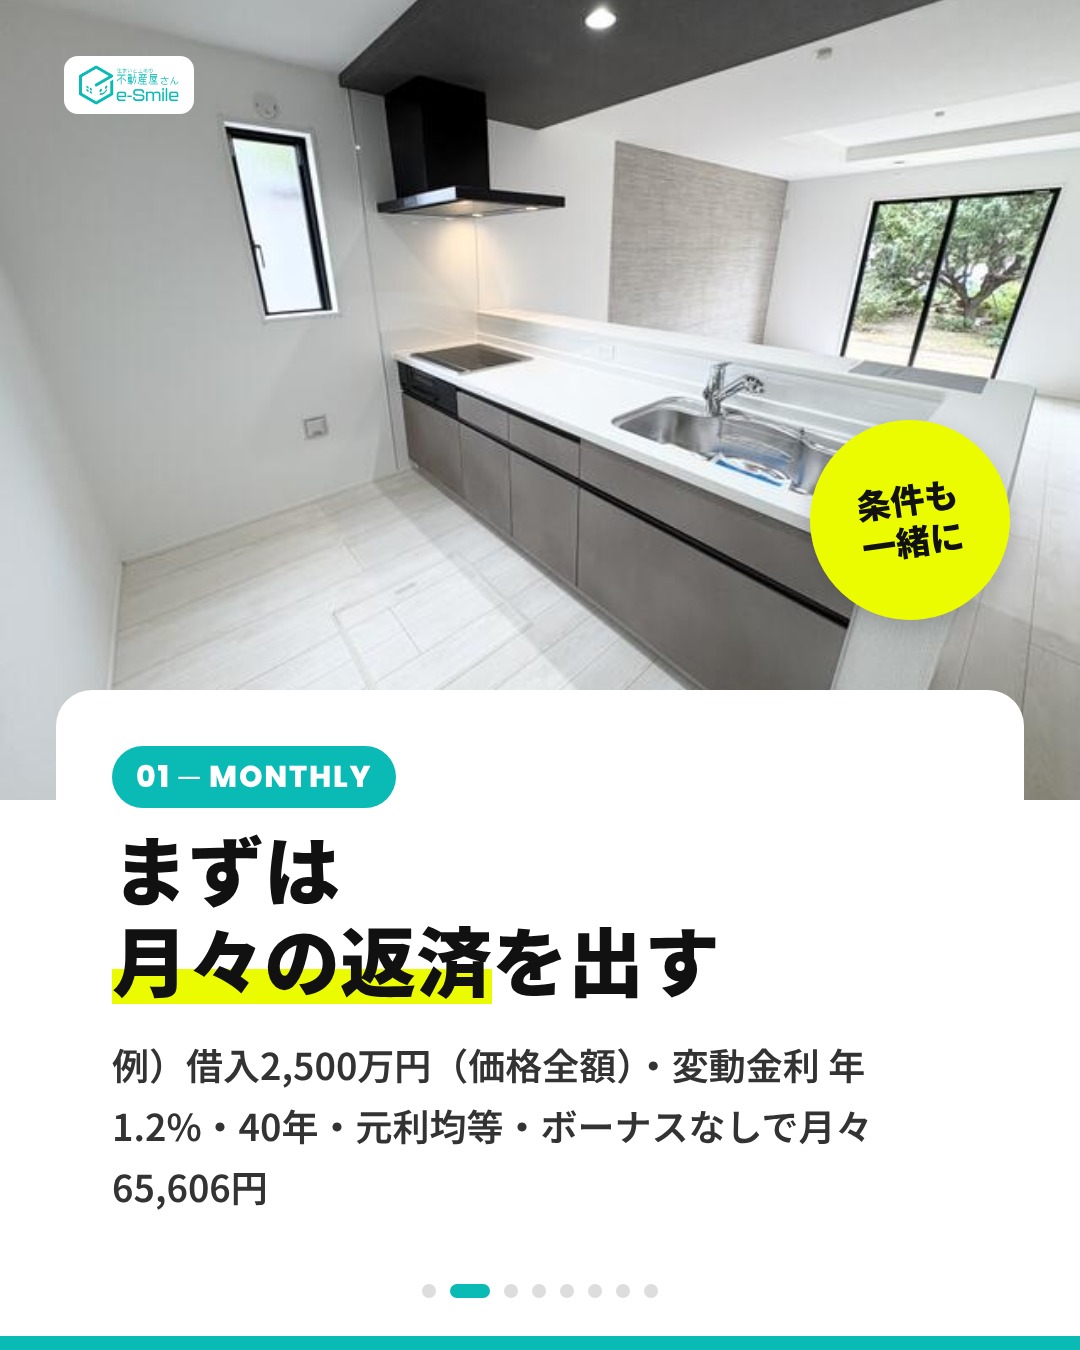 不動産屋さん
e-Smile
条件も
一緒に
01 — MONTHLY
まずは
月々の返済を出す
例）借入2,500万円（価格全額）・変動金利 年
1.2%・40年・元利均等・ボーナスなしで月々
65,606円